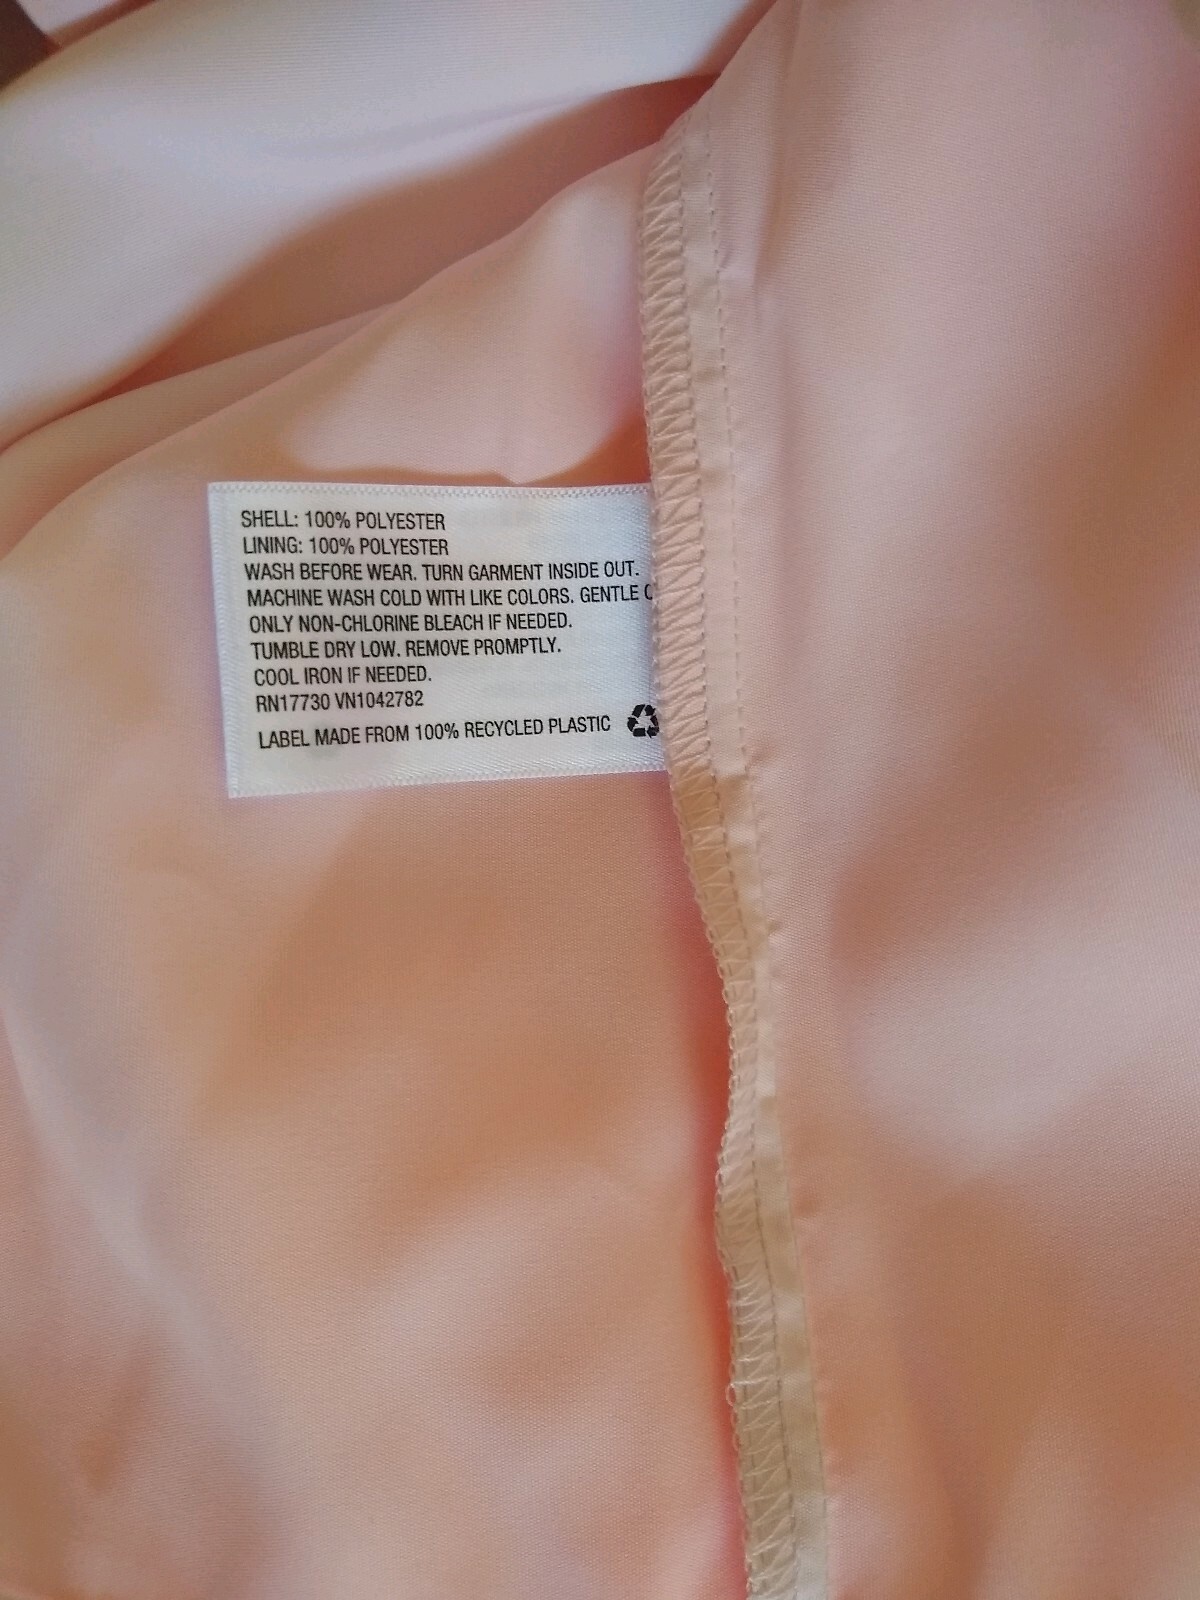 SHELL: 100% POLYESTER
LINING: 100% POLYESTER
WASH BEFORE WEAR. TURN GARMENT INSIDE OUT.
MACHINE WASH COLD WITH LIKE COLORS. GENTLE
ONLY NON-CHLORINE BLEACH IF NEEDED.
TUMBLE DRY LOW. REMOVE PROMPTLY.
COOL IRON IF NEEDED.
RN17730 VN1042782
LABEL MADE FROM 100% RECYCLED PLASTIC